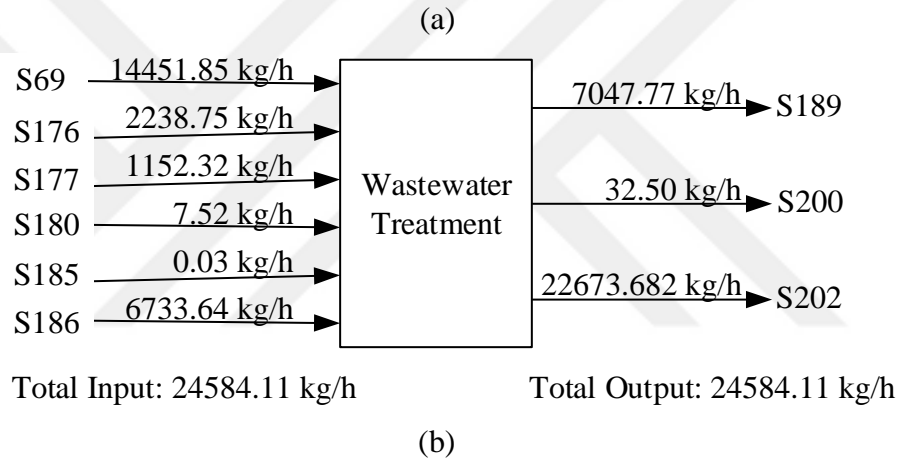 (a)
S69 14451.85 kg/h
S176 2238.75 kg/h
S177 1152.32 kg/h
S180 7.52 kg/h
S185 0.03 kg/h
S186 6733.64 kg/h
Wastewater
Treatment
7047.77 kg/h S189
32.50 kg/h S200
22673.682 kg/h S202
Total Input: 24584.11 kg/h Total Output: 24584.11 kg/h
(b)